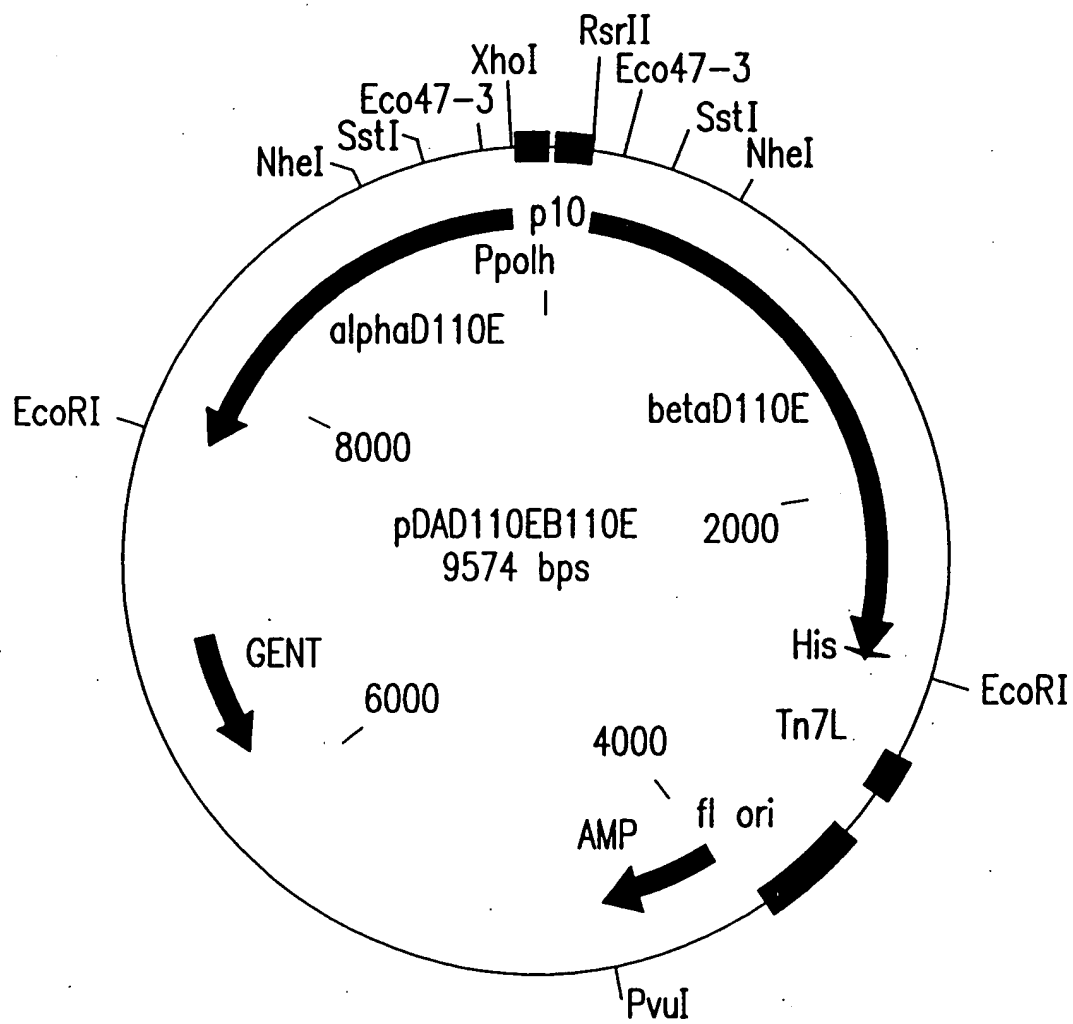 RsrII
XhoI
Eco47-3
Eco47-3
SstI
SstI
NheI
NheI
p10
Ppolh
alphaD110E
EcoRI
betaD110E
8000
pDAD110EB110E
2000
9574 bps
His
GENT
EcoRI
6000
Tn7L
4000
fl ori
AMP
PvuI